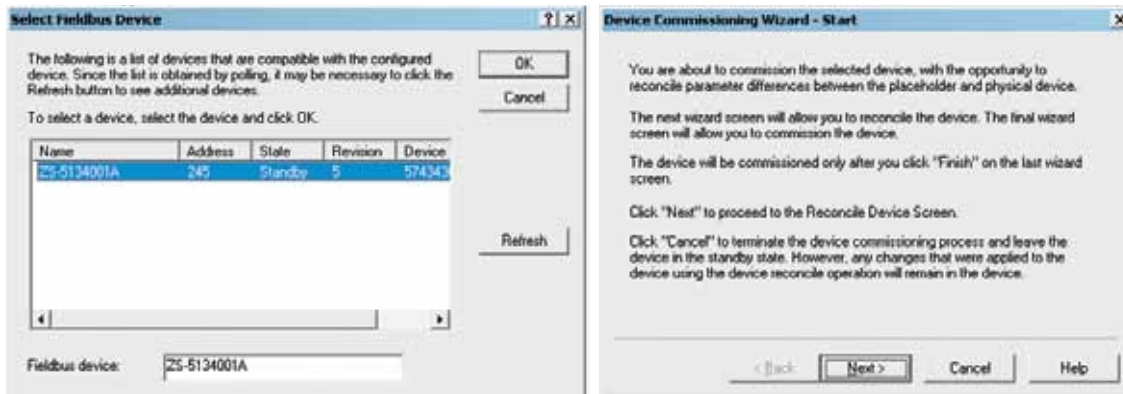 Select Fieldbus Device
The following is a list of devices that are compatible with the configured
device. Since the list is obtained by polling, it may be necessary to click the
Refresh button to see additional devices.
To select a device, select the device and click OK.
OK
Cancel
Name Address State Revision Device
ZS-5134001A 245 Standby 5 574343
Refresh
Fieldbus device: ZS-5134001A
Device Commissioning Wizard - Start
You are about to commission the selected device, with the opportunity to
reconcile parameter differences between the placeholder and physical device.
The next wizard screen will allow you to reconcile the device. The final wizard
screen will allow you to commission the device.
The device will be commissioned only after you click "Finish" on the last wizard
screen.
Click "Next" to proceed to the Reconcile Device Screen.
Click "Cancel" to terminate the device commissioning process and leave the
device in the standby state. However, any changes that were applied to the
device using the device reconcile operation will remain in the device.
< Back Next > Cancel Help